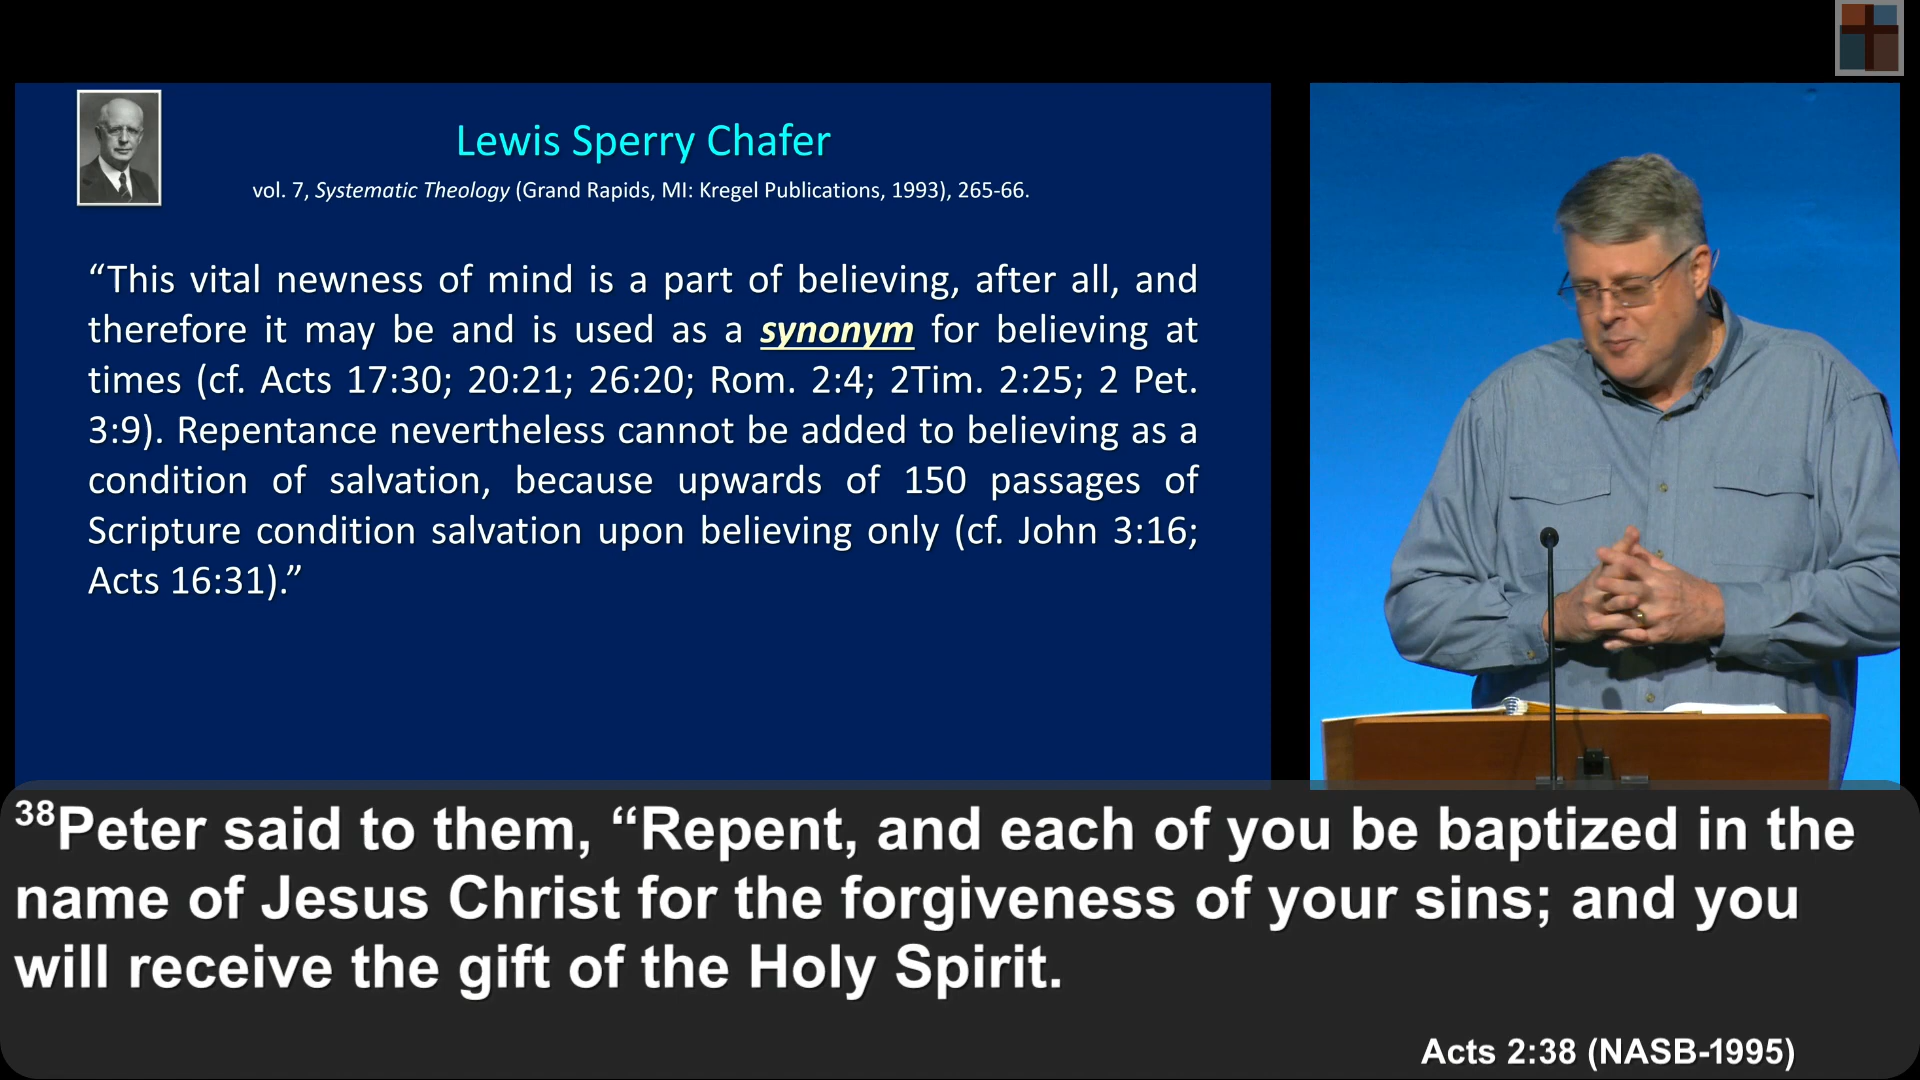 Lewis Sperry Chafer
vol. 7, Systematic Theology (Grand Rapids, MI: Kregel Publications, 1993), 265-66.
“This vital newness of mind is a part of believing, after all, and
therefore it may be and is used as a synonym for believing at
times (cf. Acts 17:30; 20:21; 26:20; Rom. 2:4; 2Tim. 2:25; 2 Pet.
3:9). Repentance nevertheless cannot be added to believing as a
condition of salvation, because upwards of 150 passages of
Scripture condition salvation upon believing only (cf. John 3:16;
Acts 16:31).”
38Peter said to them, “Repent, and each of you be baptized in the
name of Jesus Christ for the forgiveness of your sins; and you
will receive the gift of the Holy Spirit.
Acts 2:38 (NASB-1995)